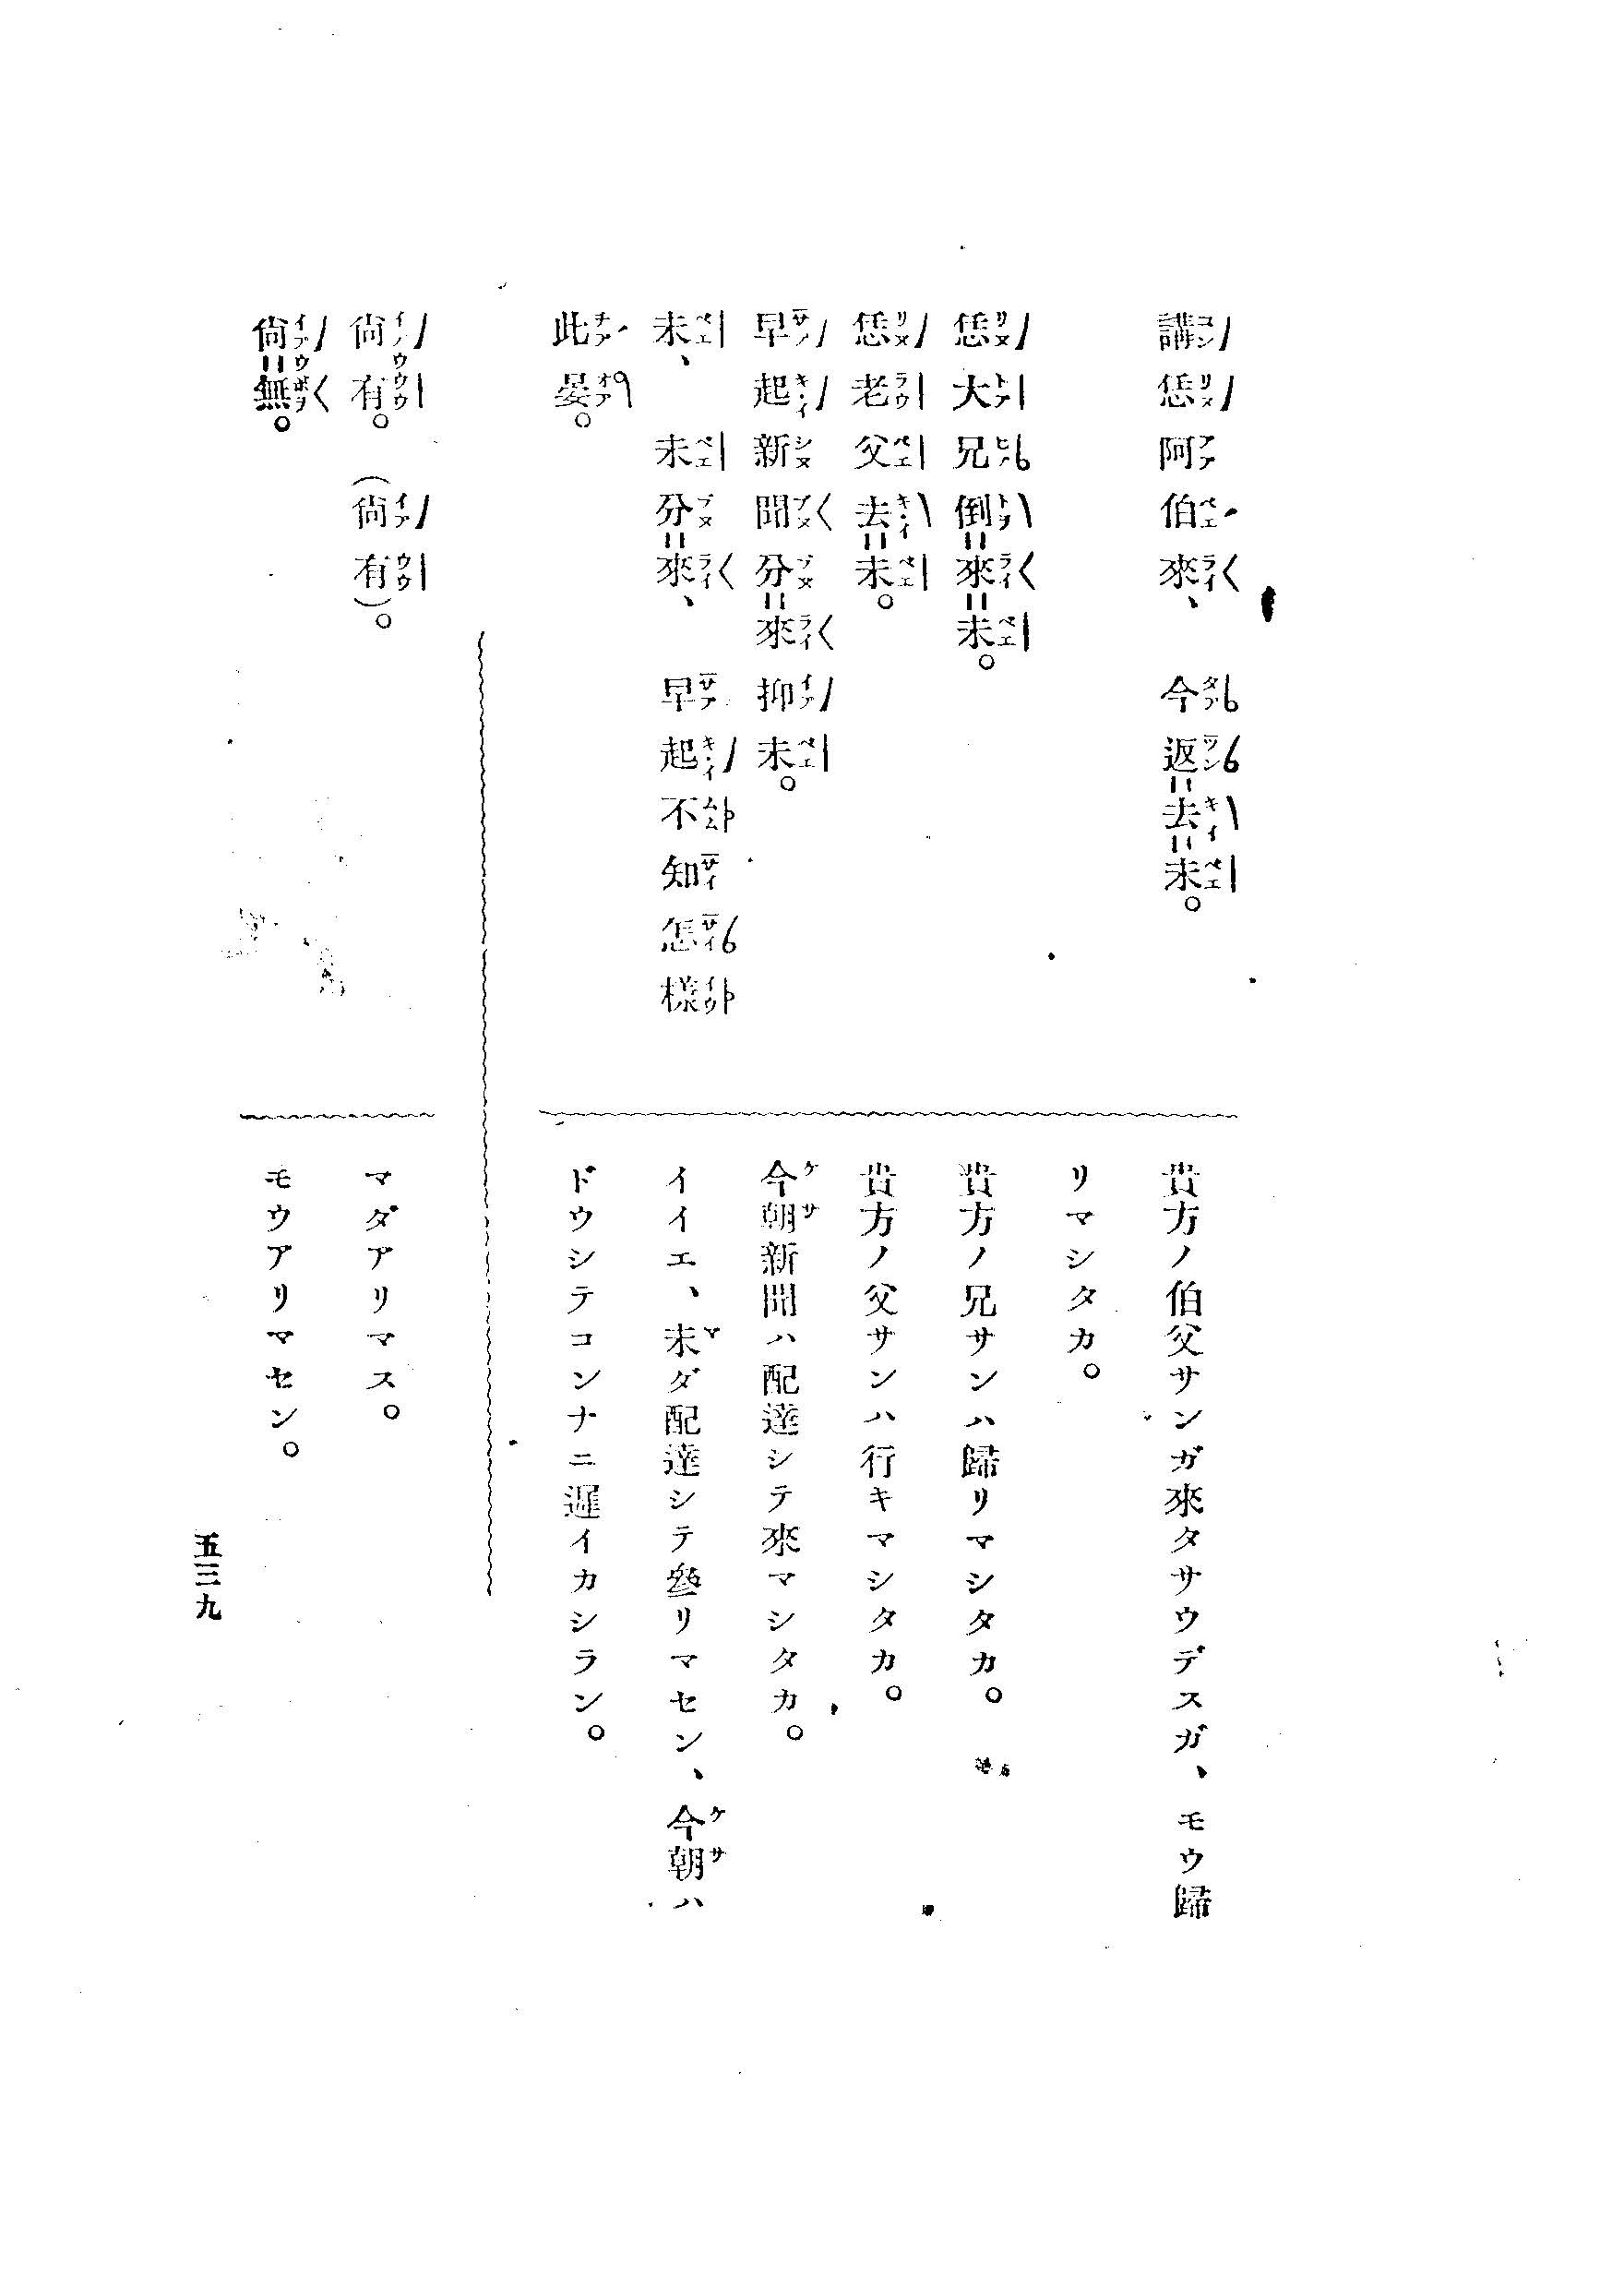 講恁阿伯來、今返=去=未。
恁大兄倒=來=未。
恁老父去=未。
早起新聞分=來抑未。
未、未分=來、早起不知怎樣
此晏。
尙有。(尙有)。
尙=無。
貴方ノ伯父サンガ來タサウデスガ、モウ歸
リマシタカ。
貴方ノ兄サンハ歸リマシタカ。
貴方ノ父サンハ行キマシタカ。
今朝新聞ハ配達シテ來マシタカ。
イイエ、未ダ配達シテ參リマセン、今朝ハ
ドウシテコンナニ遲イカシラン。
マダアリマス。
モウアリマセン。
五三九